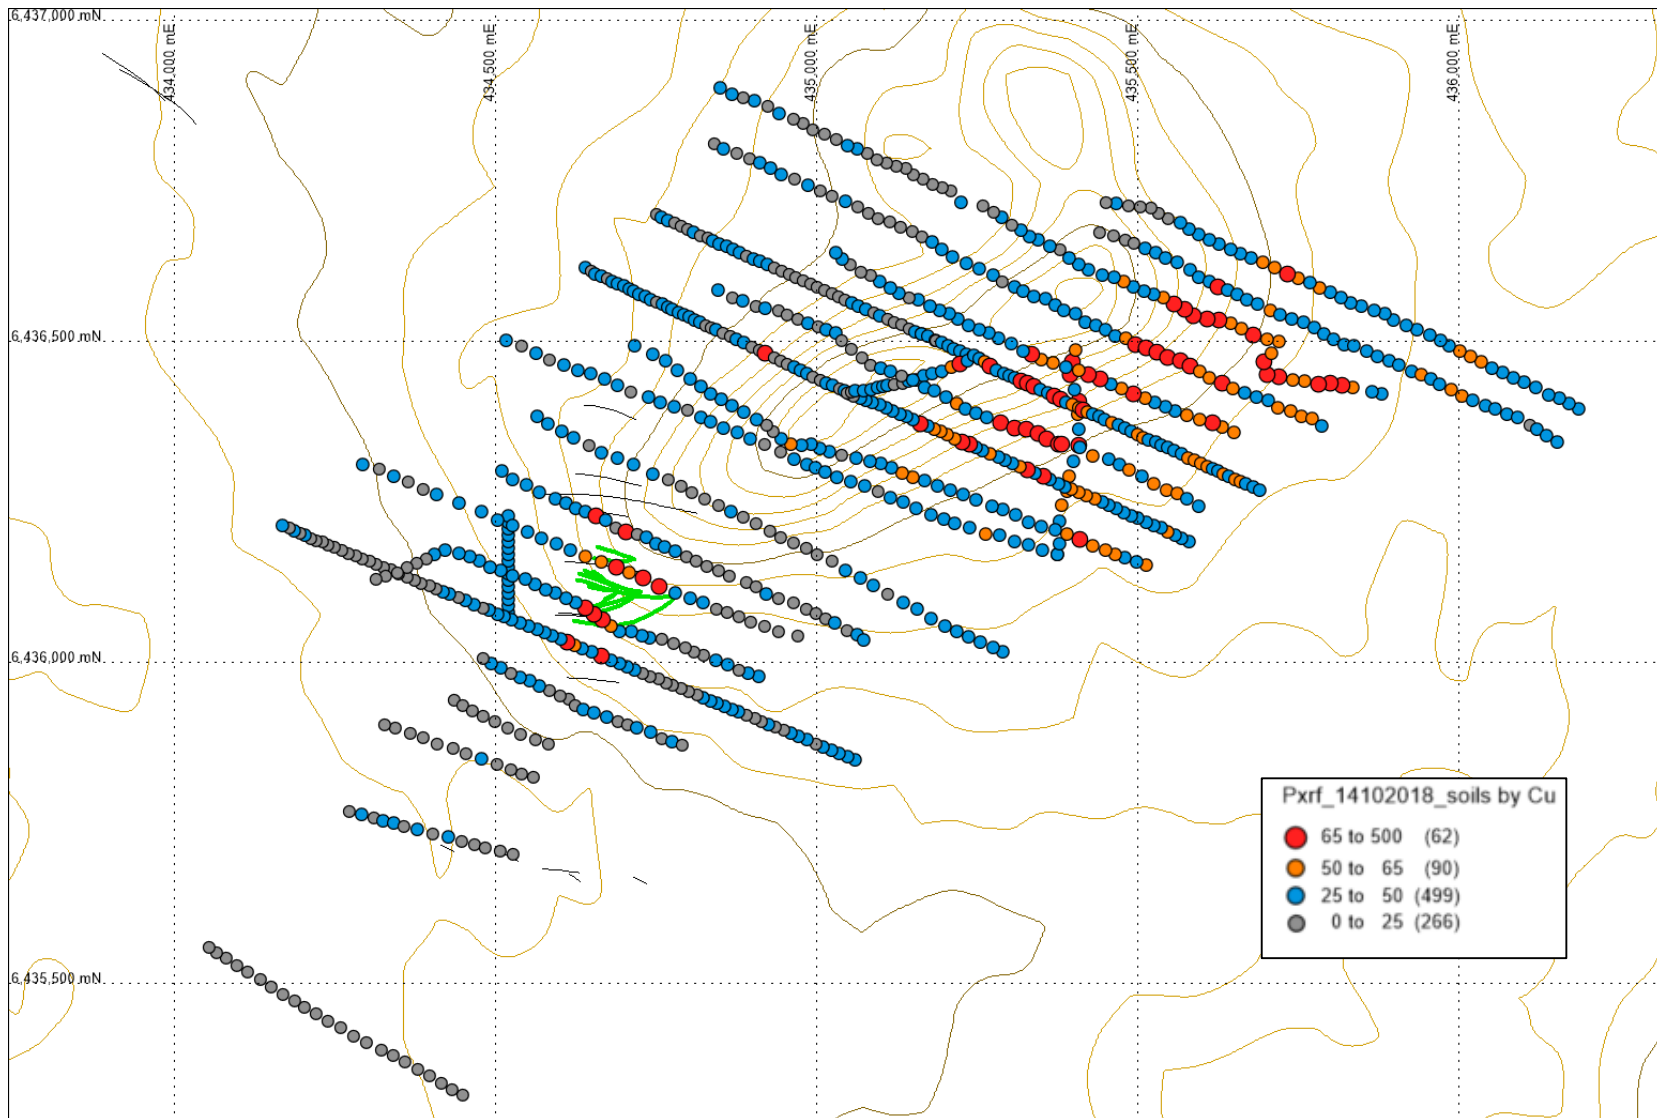 6,437,000 mN
434,000 mE
434,500 mE
435,000 mE
435,500 mE
436,000 mE
6,436,500 mN
6,436,000 mN
Pxrf_14102018_soils by Cu
65 to 500 (62)
50 to 65 (90)
25 to 50 (499)
0 to 25 (266)
6,435,500 mN